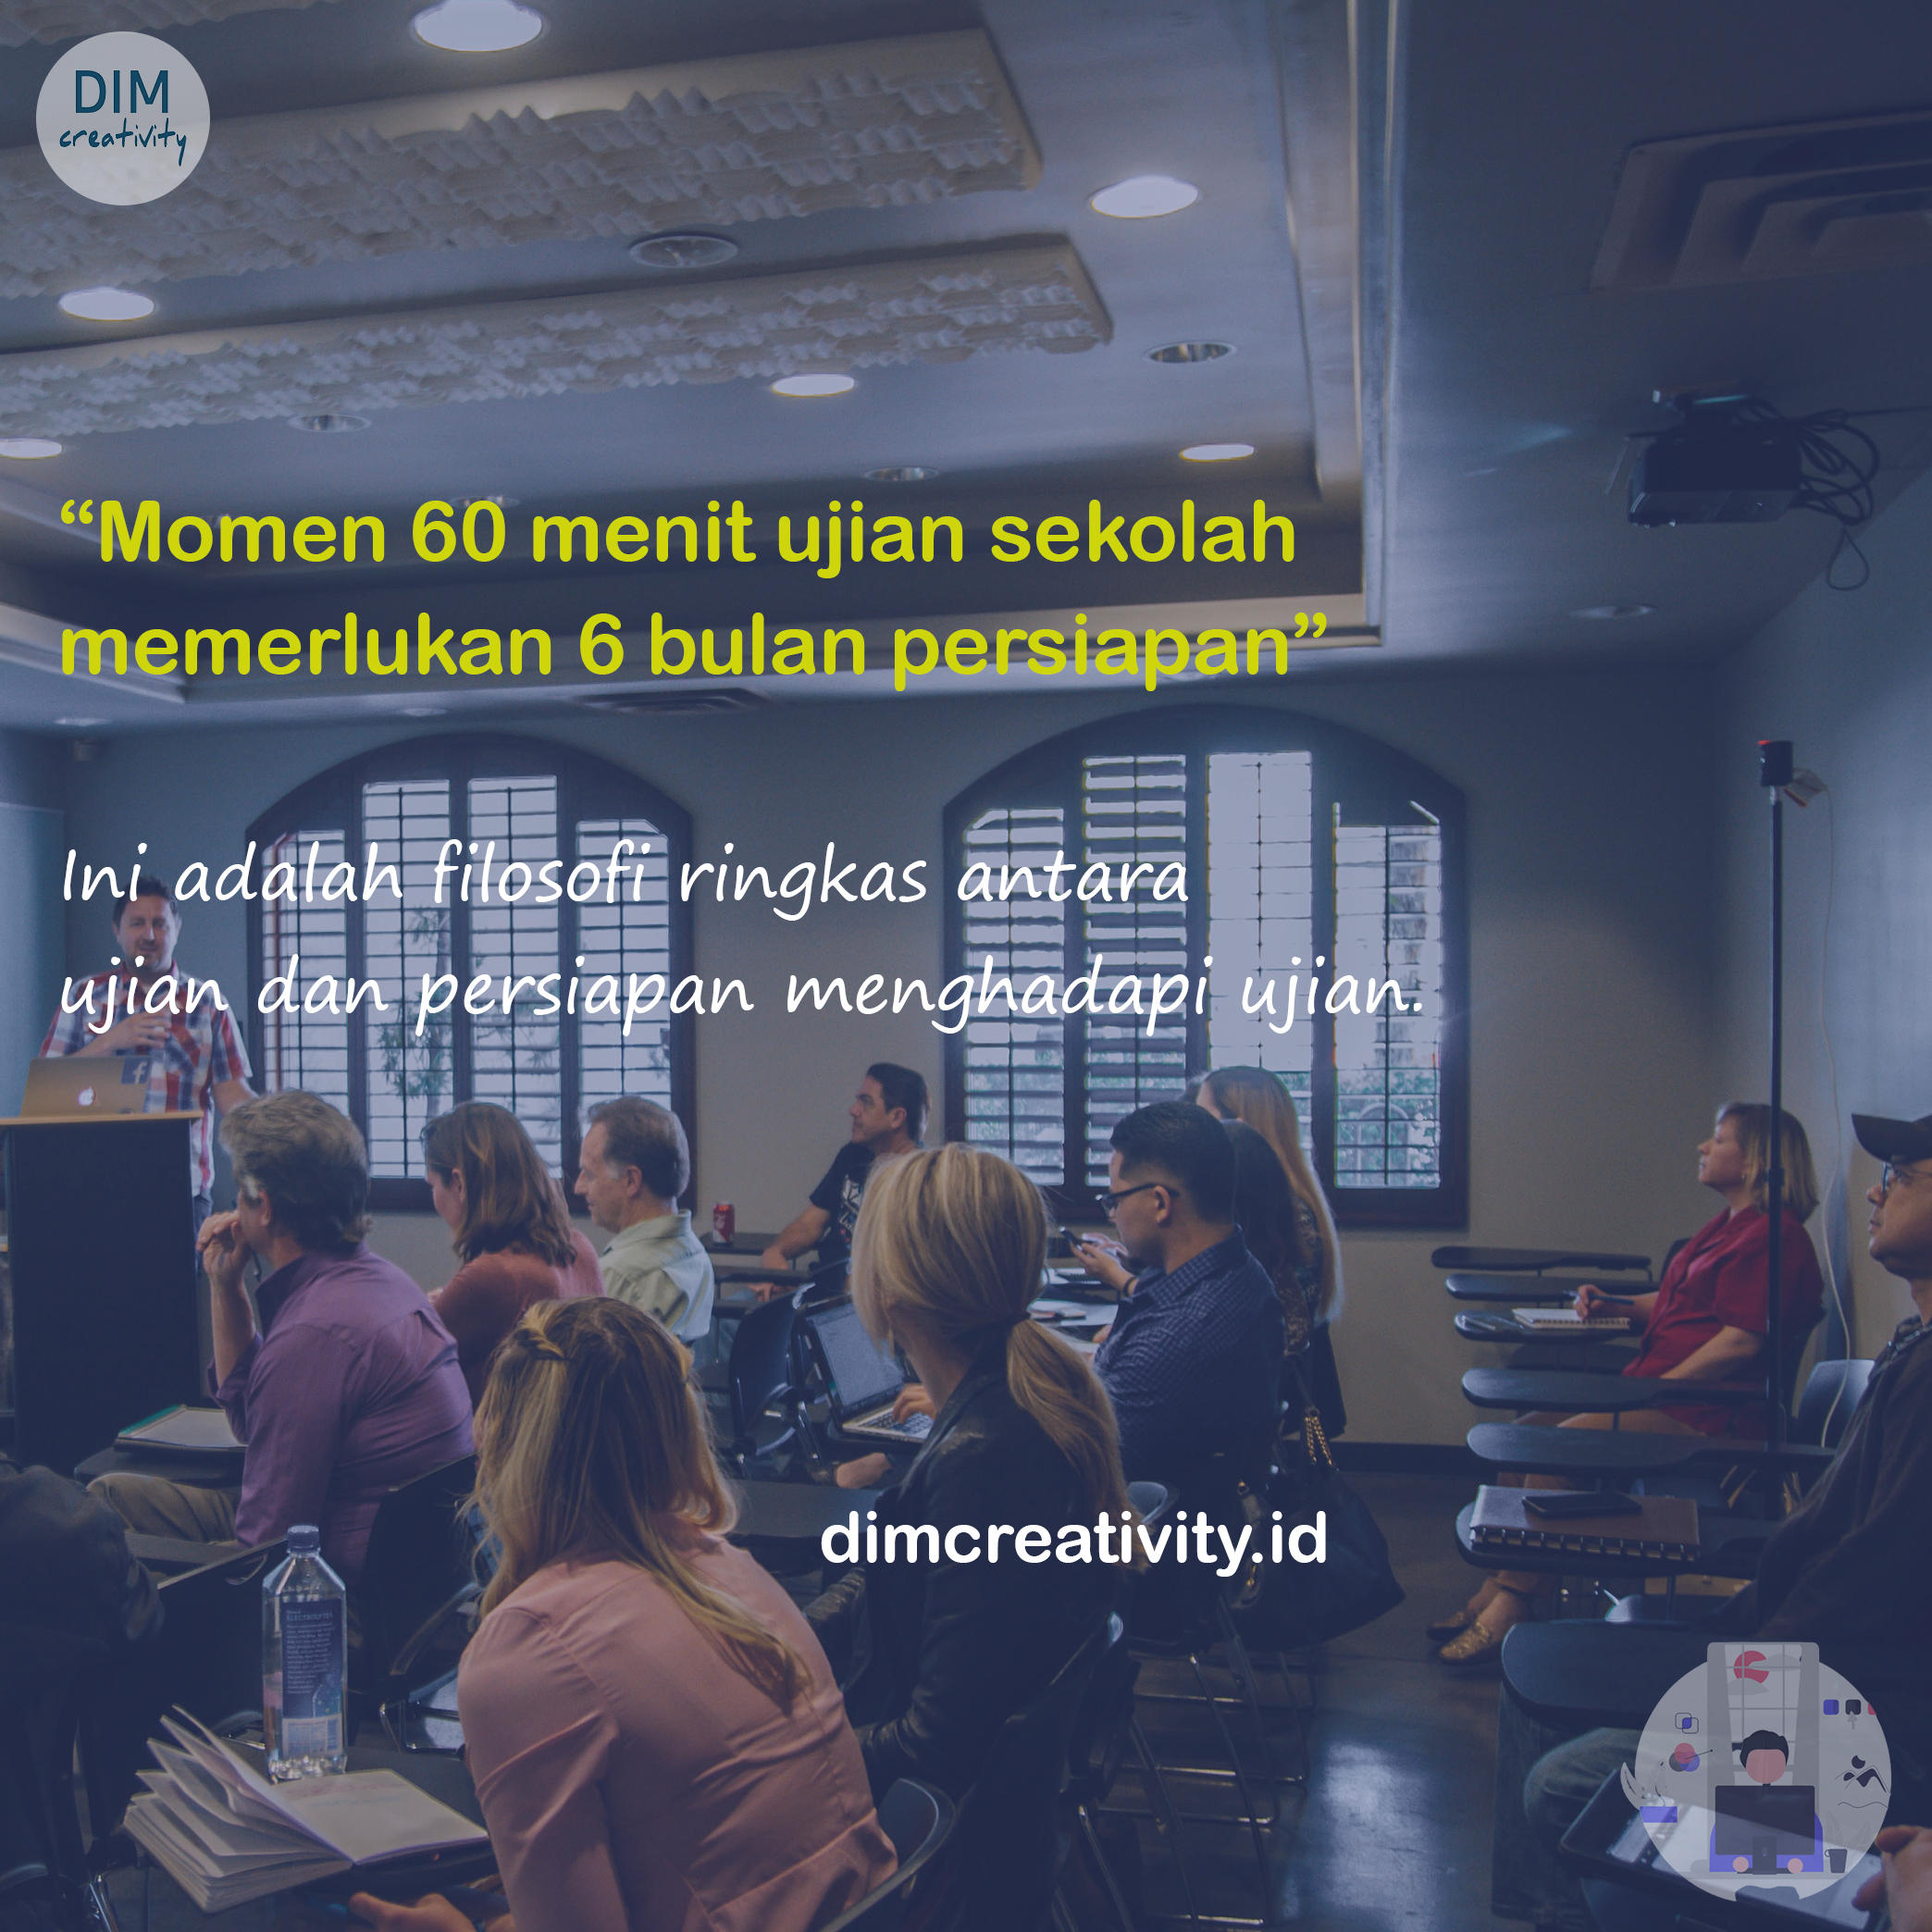 DIM
creativity
“Momen 60 menit ujian sekolah
memerlukan 6 bulan persiapan”
Ini adalah filosofi ringkas antara
ujian dan persiapan menghadapi ujian.
dimcreativity.id